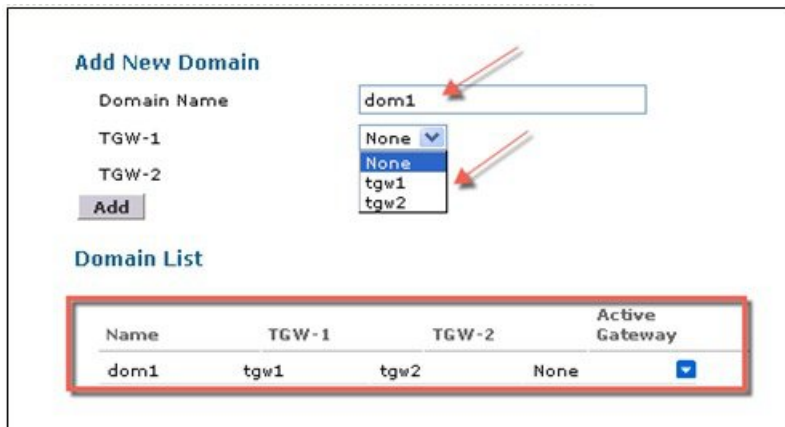 Add New Domain
Domain Name dom1
TGW-1 None
None
TGW-2 tgw1
tgw2
Add
Domain List
Name TGW-1 TGW-2 Active Gateway
dom1 tgw1 tgw2 None